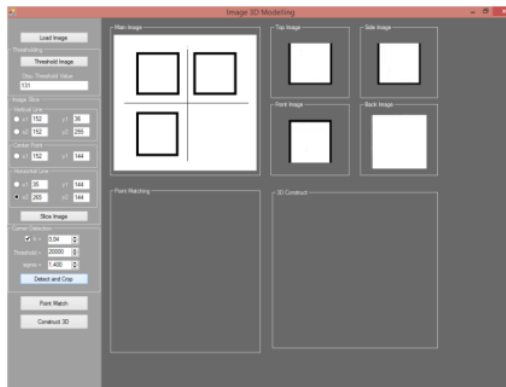 Image 3D Modelling
Load Image
Thresholding
Threshold Image
Otsu Threshold Value
131
Image Slice
Vertical Line
x1 152 y1 36
x2 152 y2 255
Center Point
x1 152 y1 144
Horizontal Line
x1 35 y1 144
x2 265 y2 144
Slice Image
Corner Detection
k = 0.04
Threshold = 20000
sigma = 1.400
Detect and Crop
Point Match
Construct 3D
Main Image
Top Image
Side Image
Front Image
Back Image
Point Matching
3D Construct